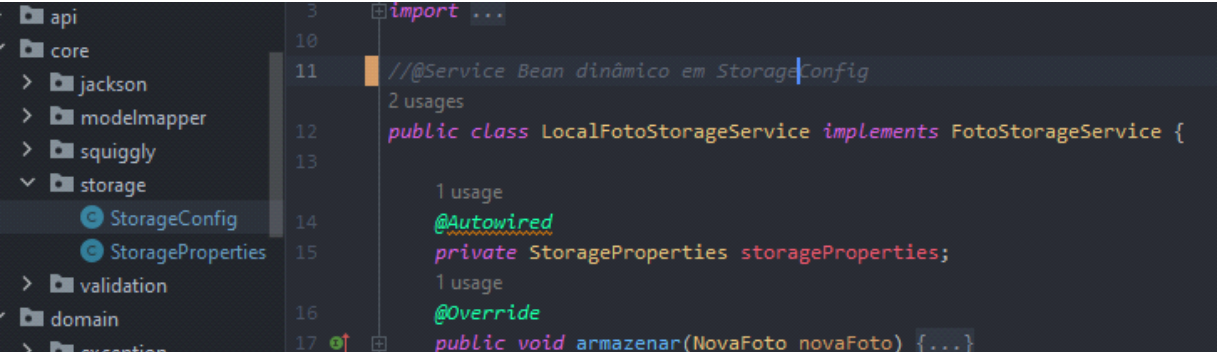 api
core
jackson
modelmapper
squiggly
storage
StorageConfig
StorageProperties
validation
domain
exception
3 import ...
10
11 //@Service Bean dinâmico em StorageConfig
2 usages
12 public class LocalFotoStorageService implements FotoStorageService {
13
1 usage
14 @Autowired
15 private StorageProperties storageProperties;
1 usage
16 @Override
17 public void armazenar(NovaFoto novaFoto) {...}